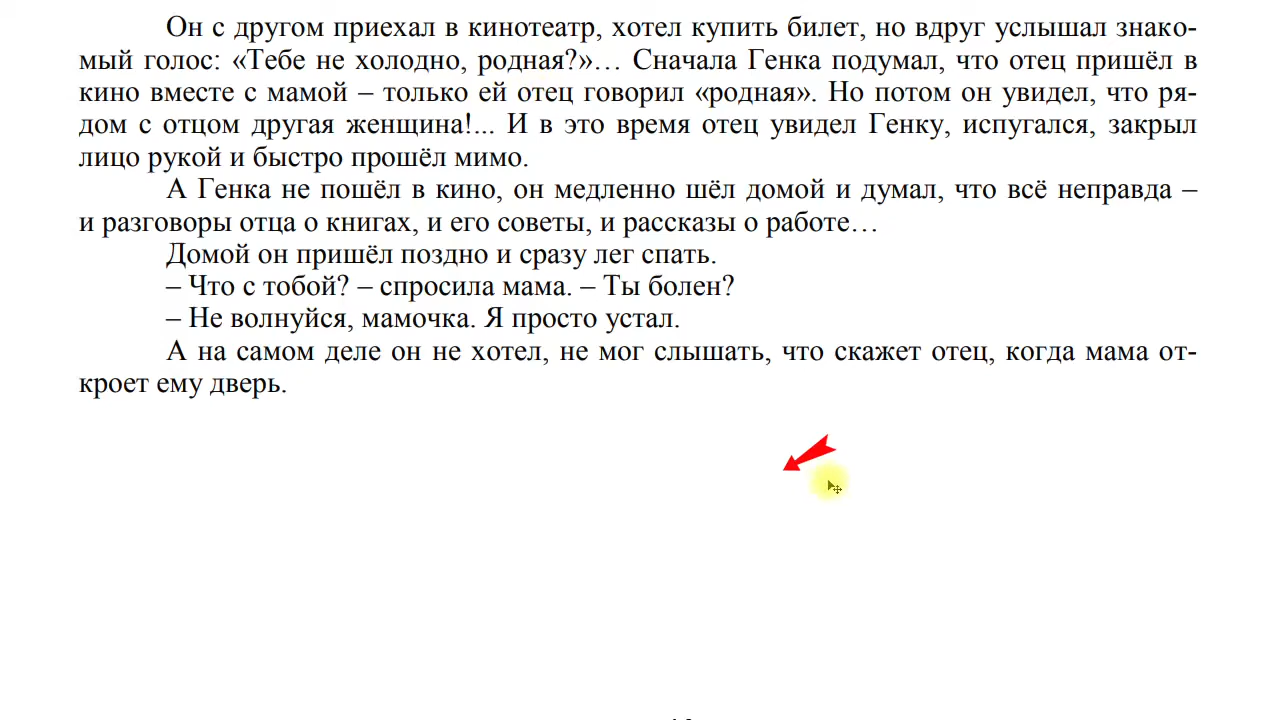 Он с другом приехал в кинотеатр, хотел купить билет, но вдруг услышал знако-
мый голос: «Тебе не холодно, родная?»… Сначала Генка подумал, что отец пришёл в
кино вместе с мамой – только ей отец говорил «родная». Но потом он увидел, что ря-
дом с отцом другая женщина!... И в это время отец увидел Генку, испугался, закрыл
лицо рукой и быстро прошёл мимо.
А Генка не пошёл в кино, он медленно шёл домой и думал, что всё неправда –
и разговоры отца о книгах, и его советы, и рассказы о работе…
Домой он пришёл поздно и сразу лег спать.
– Что с тобой? – спросила мама. – Ты болен?
– Не волнуйся, мамочка. Я просто устал.
А на самом деле он не хотел, не мог слышать, что скажет отец, когда мама от-
кроет ему дверь.